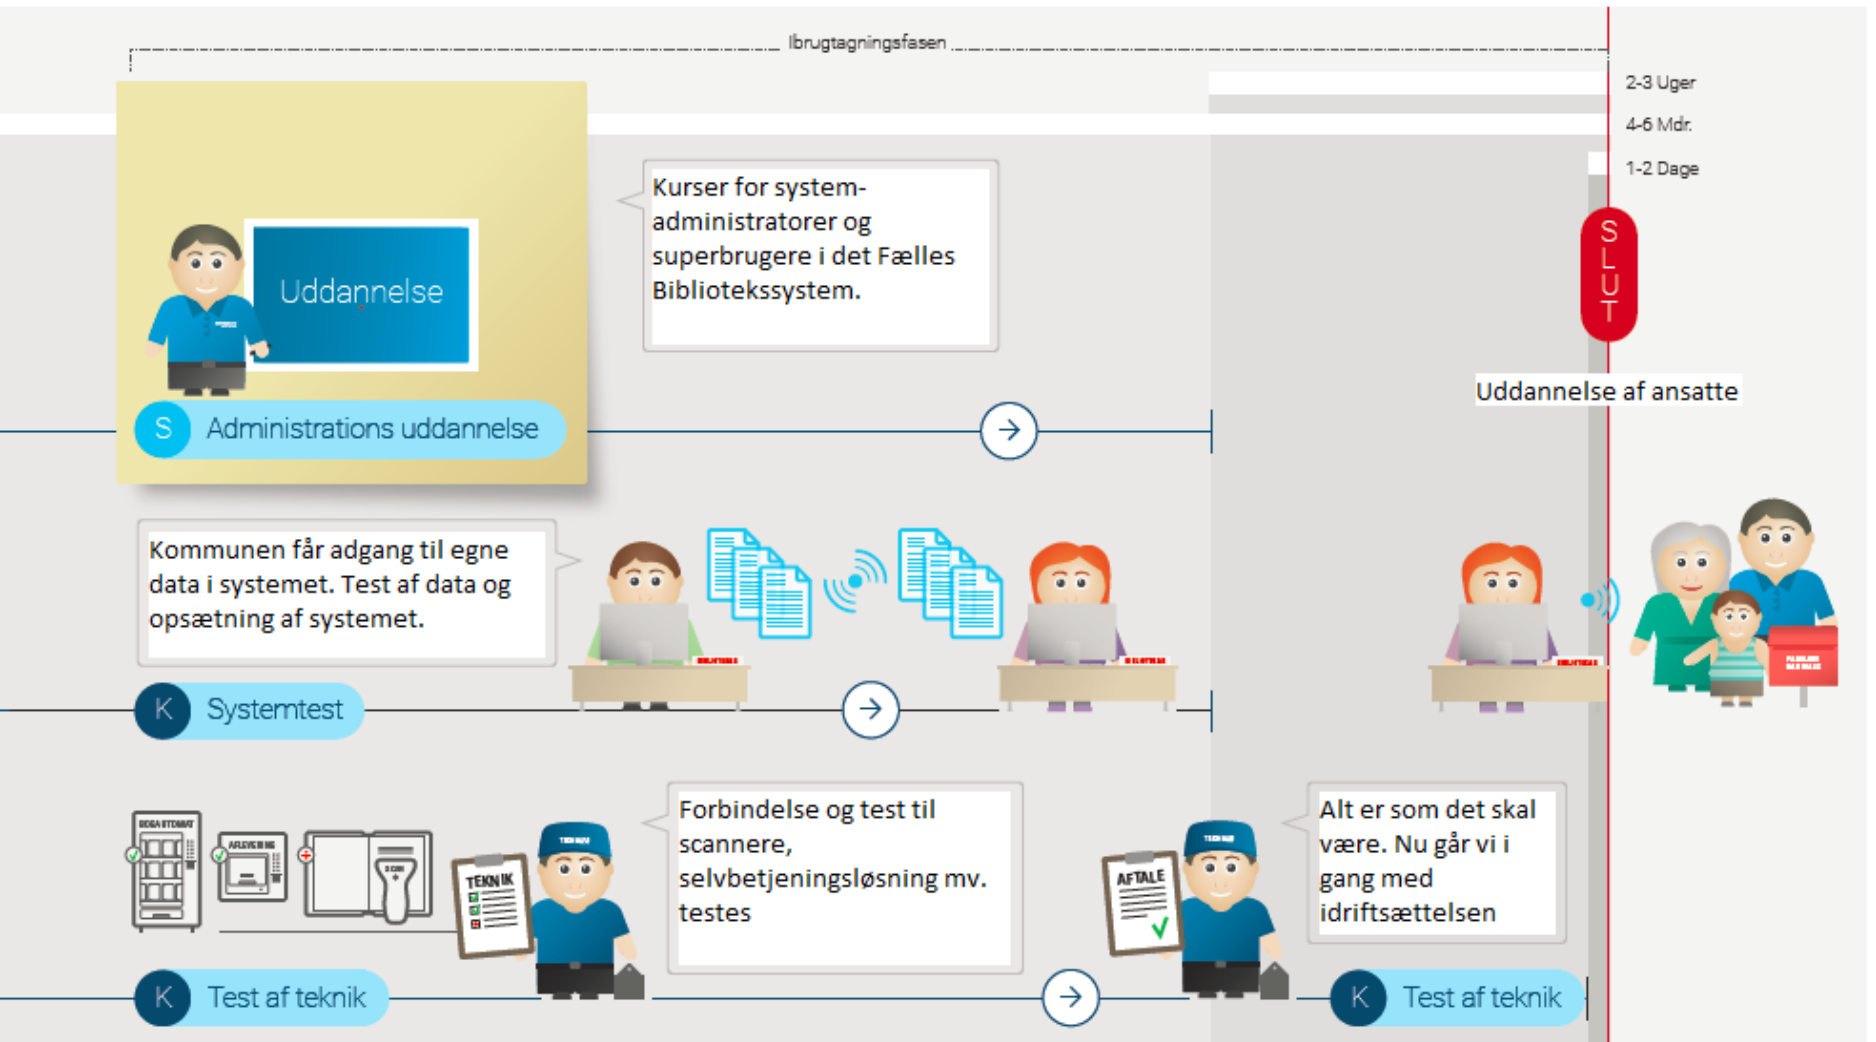 Ibrugtagningsfasen
2-3 Uger
4-6 Mdr.
1-2 Dage
SLUT
Uddannelse
Kurser for system-
administratorer og
superbrugere i det Fælles
Bibliotekssystem.
Uddannelse af ansatte
S Administrations uddannelse
Kommunen får adgang til egne
data i systemet. Test af data og
opsætning af systemet.
K Systemtest
AFLEVERING
SCAN
TEKNIK
Forbindelse og test til
scannere,
selvbetjeningsløsning mv.
testes
AFTALE
Alt er som det skal
være. Nu går vi i
gang med
idriftsættelsen
K Test af teknik
K Test af teknik